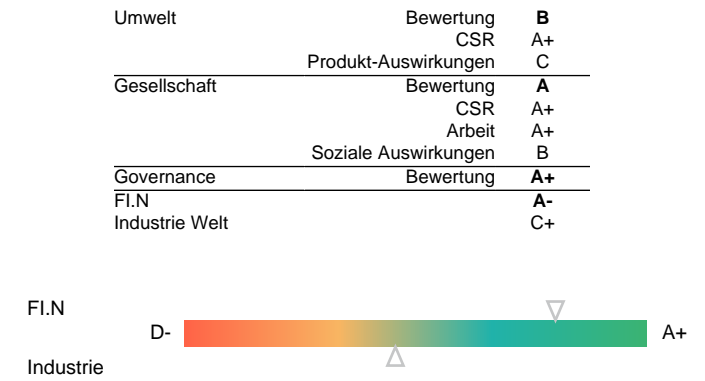 Umwelt Bewertung B
CSR A+
Produkt-Auswirkungen C
Gesellschaft Bewertung A
CSR A+
Arbeit A+
Soziale Auswirkungen B
Governance Bewertung A+
FI.N A-
Industrie Welt C+
FI.N
D- A+
Industrie